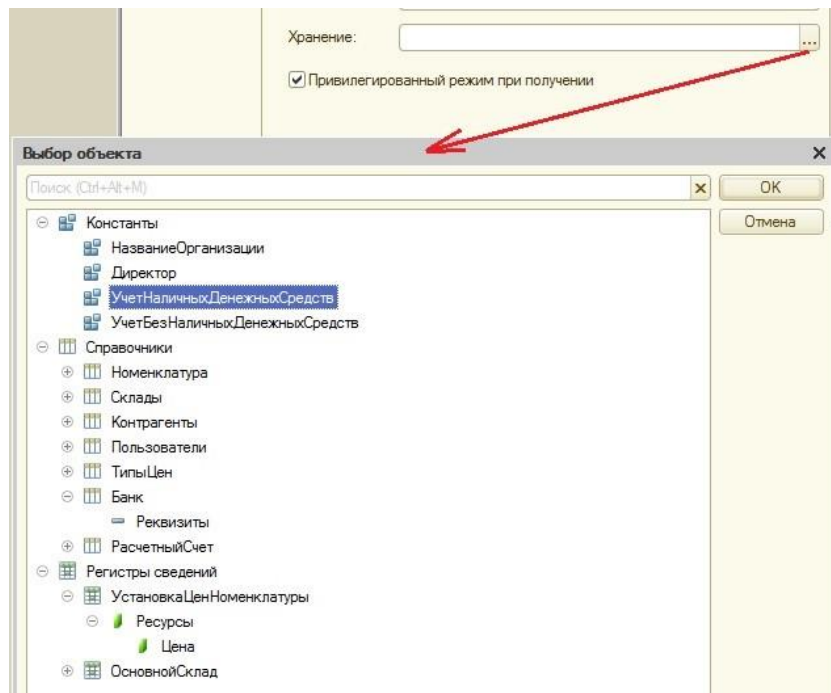 Хранение:
...
Привилегированный режим при получении
Выбор объекта
Поиск (Ctrl+Alt+M)
OK
Отмена
Константы
НазваниеОрганизации
Директор
УчетНаличныхДенежныхСредств
УчетБезНаличныхДенежныхСредств
Справочники
Номенклатура
Склады
Контрагенты
Пользователи
ТипыЦен
Банк
Реквизиты
РасчетныйСчет
Регистры сведений
УстановкаЦенНоменклатуры
Ресурсы
Цена
ОсновнойСклад